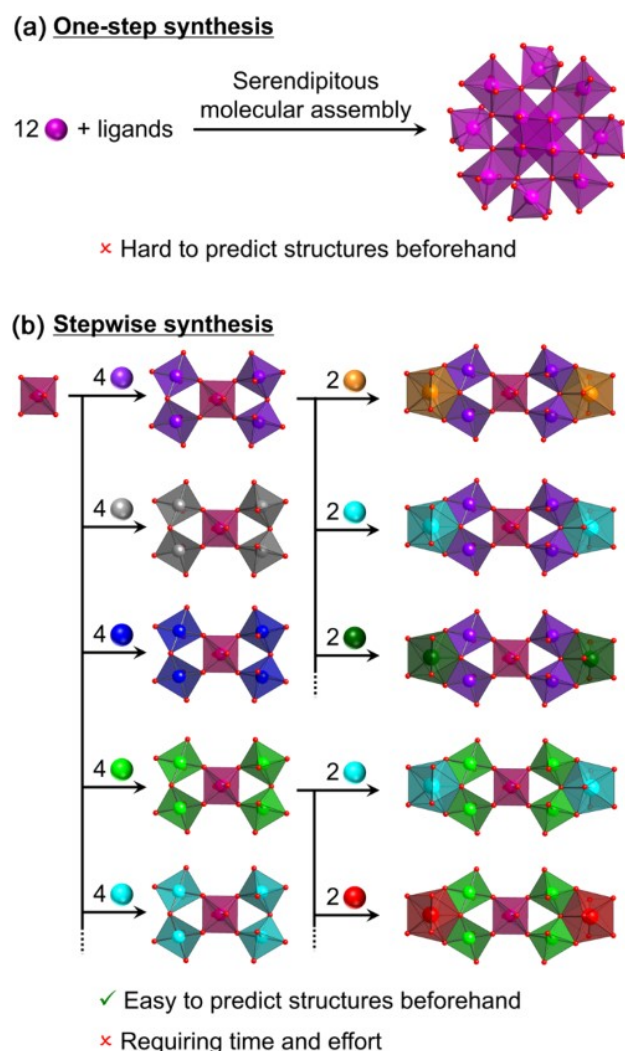 (a) One-step synthesis
Serendipitous
molecular assembly
12 + ligands
× Hard to predict structures beforehand
(b) Stepwise synthesis
4 2
4 2
4 2
4 2
4 2
✓ Easy to predict structures beforehand
× Requiring time and effort